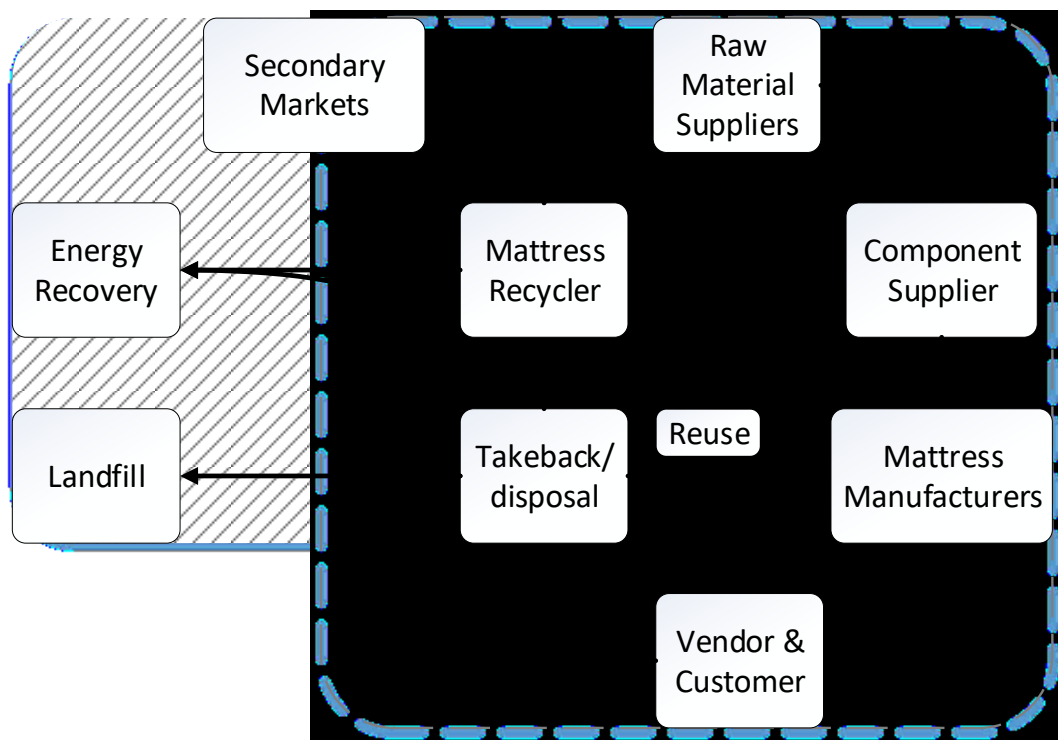 Secondary
Markets
Raw
Material
Suppliers
Energy
Recovery
Mattress
Recycler
Component
Supplier
Landfill
Takeback/
disposal
Reuse
Mattress
Manufacturers
Vendor &
Customer